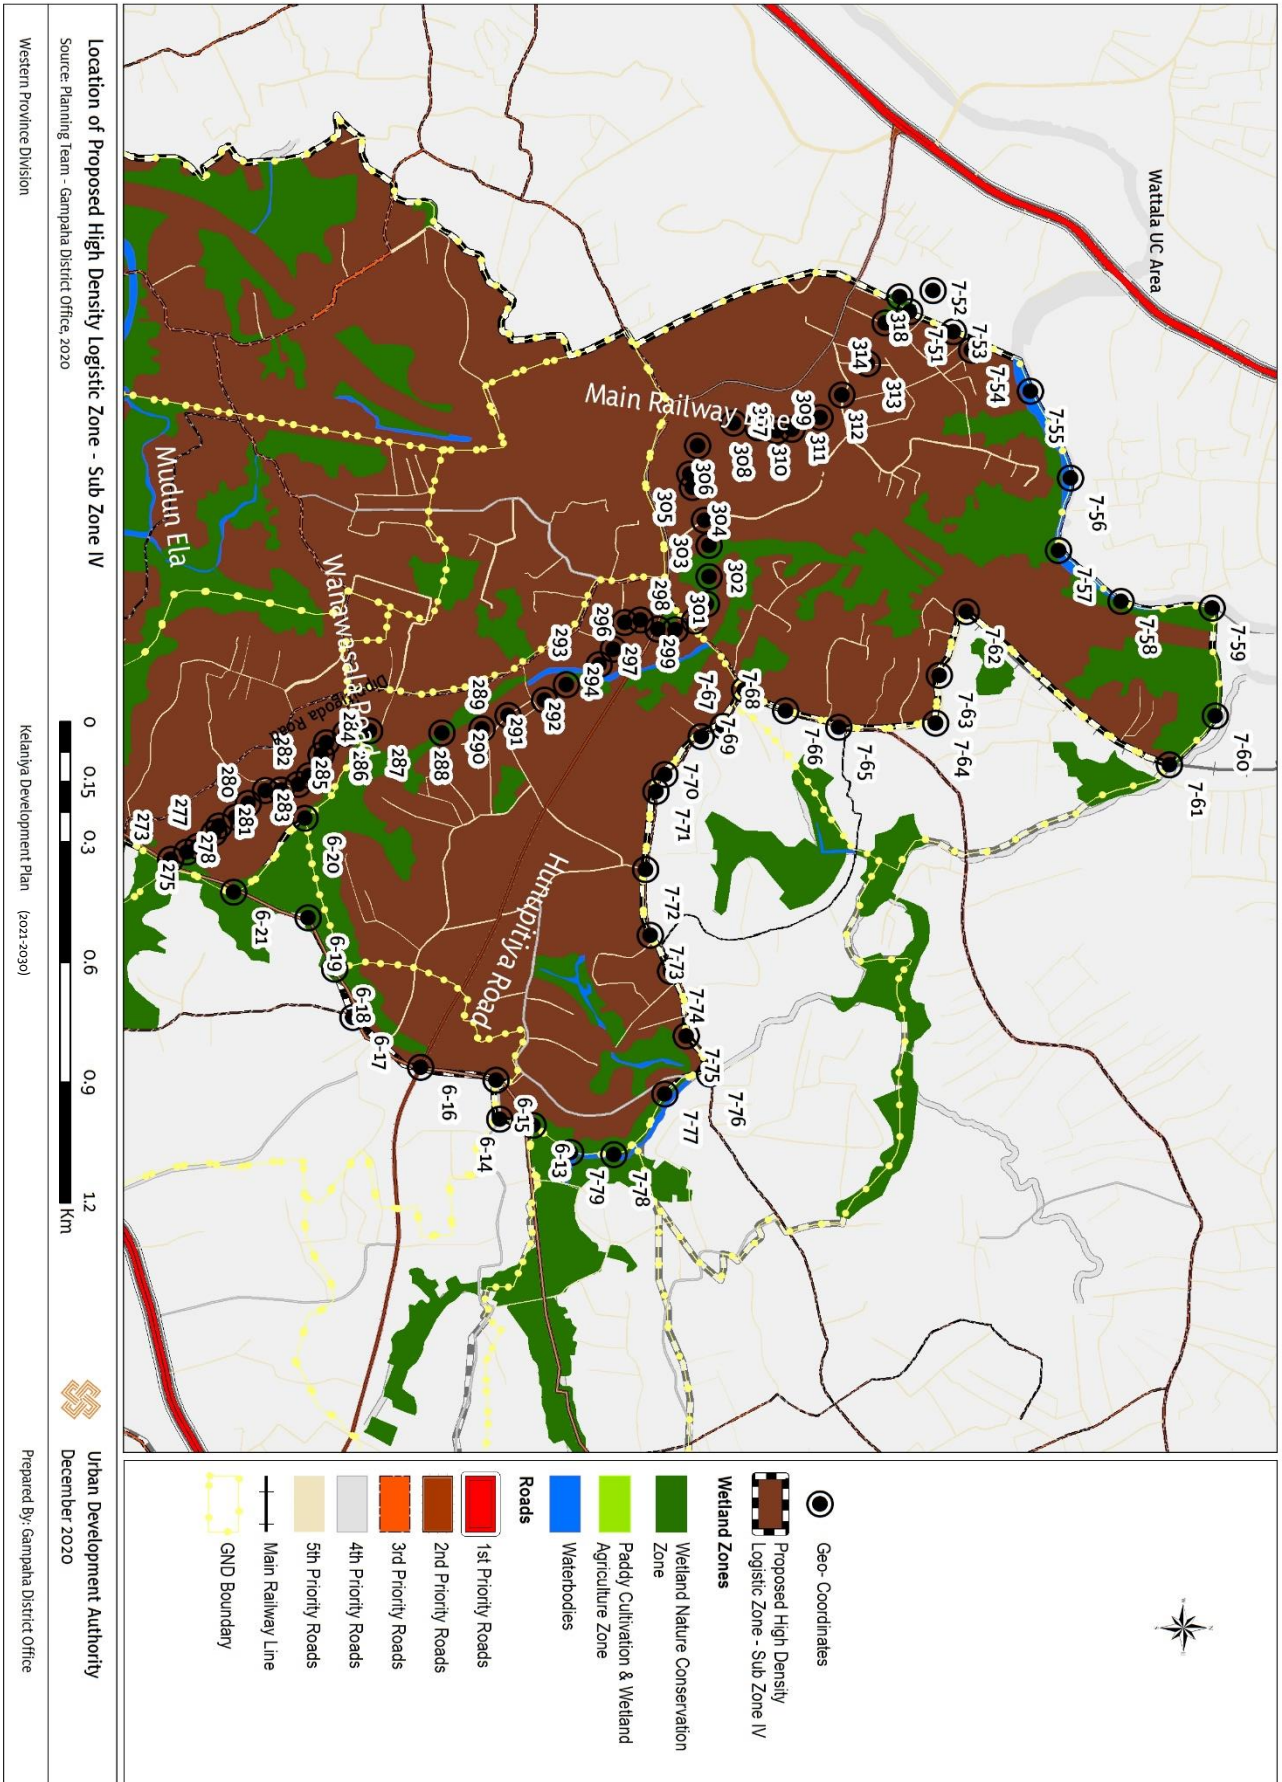 Wattala UC Area
7-52
7-53
7-51
318
7-54
314
313
7-55
312
Main Railway Line
309
311
307
310
308
7-56
306
305
304
303
7-57
302
7-58
7-59
301
298
299
296
297
7-62
293
294
7-63
7-60
7-68
7-67
7-69
7-66
7-65
7-64
7-61
292
289
291
290
288
287
286
284
285
282
283
280
281
277
278
273
275
Mudun Ela
Wanawasala Road
Dippitigoda Road
7-70
7-71
6-20
6-21
Hunupitiya Road
7-72
7-73
6-19
6-18
7-74
6-17
7-75
7-76
6-16
6-15
6-14
7-77
6-13
7-79
7-78
Geo- Coordinates
Proposed High Density
Logistic Zone - Sub Zone IV
Wetland Zones
Wetland Nature Conservation
Zone
Paddy Cultivation & Wetland
Agriculture Zone
Waterbodies
Roads
1st Priority Roads
2nd Priority Roads
3rd Priority Roads
4th Priority Roads
5th Priority Roads
Main Railway Line
GND Boundary
Location of Proposed High Density Logistic Zone - Sub Zone IV
Source: Planning Team - Gampaha District Office, 2020
0 0.15 0.3 0.6 0.9 1.2
Km
Urban Development Authority
December 2020
Western Province Division
Kelaniya Development Plan (2021-2030)
Prepared By: Gampaha District Office